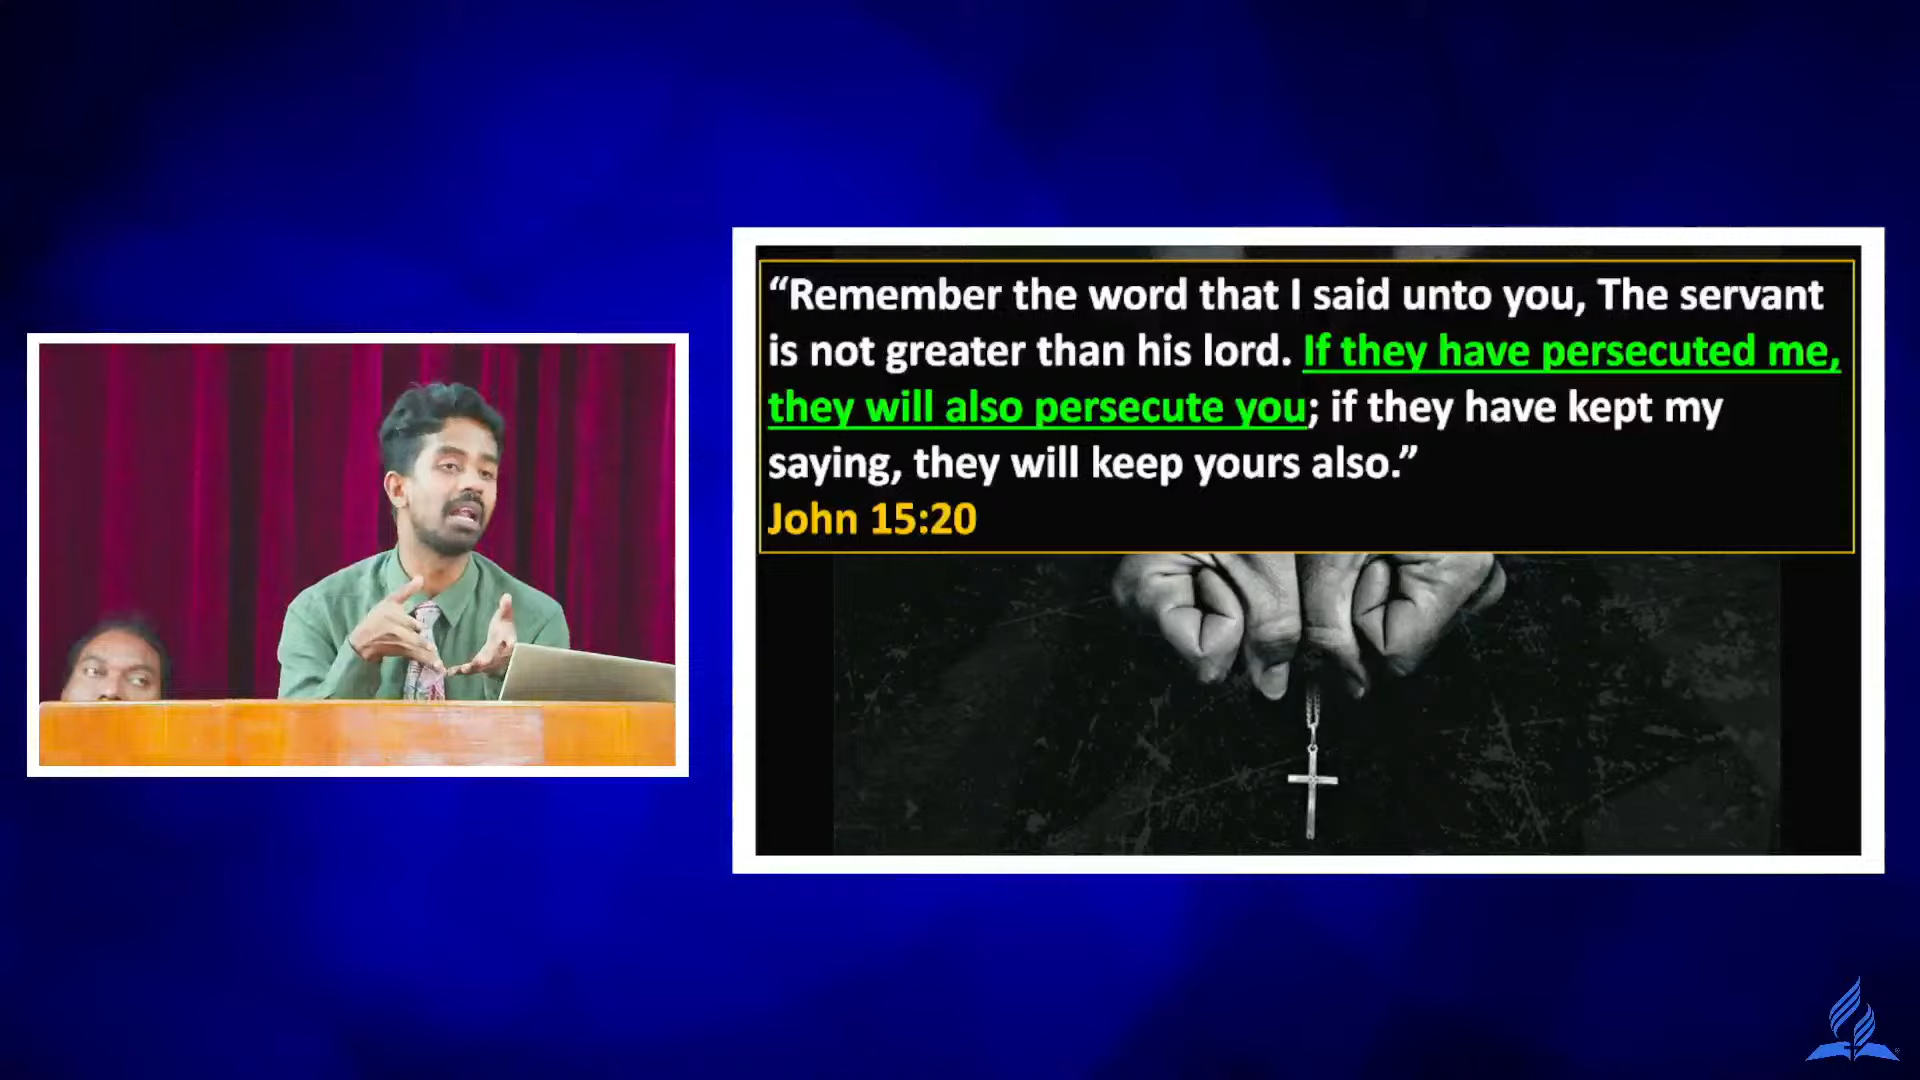 “Remember the word that I said unto you, The servant
is not greater than his lord. If they have persecuted me,
they will also persecute you; if they have kept my
saying, they will keep yours also.”
John 15:20